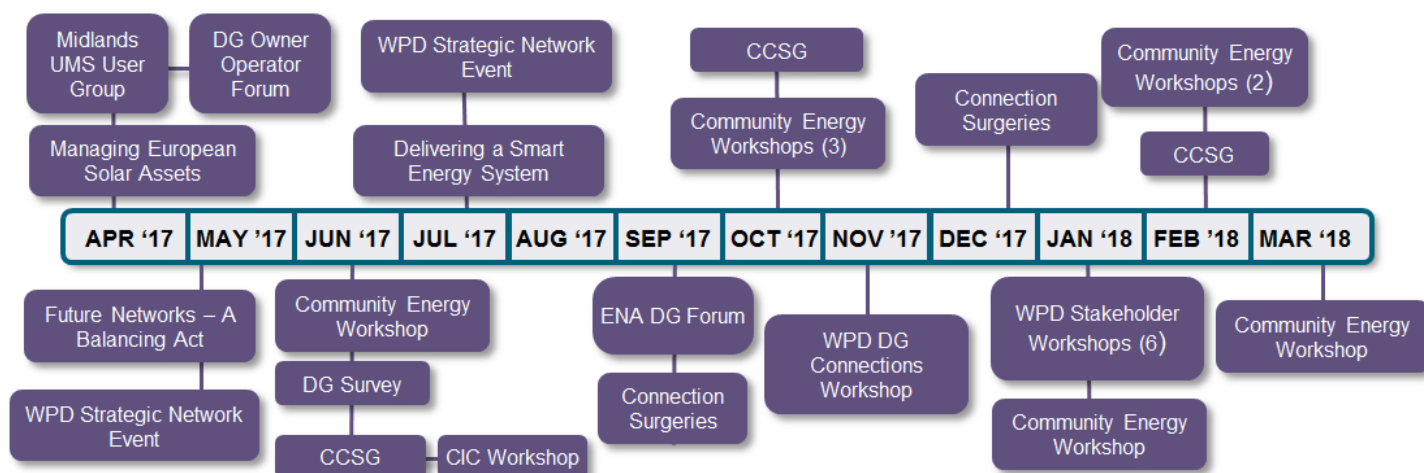 Midlands
UMS User
Group
DG Owner
Operator
Forum
Managing European
Solar Assets
WPD Strategic Network
Event
Delivering a Smart
Energy System
CCSG
Community Energy
Workshops (3)
Connection
Surgeries
Community Energy
Workshops (2)
CCSG
APR ‘17
MAY ’17
JUN ‘17
JUL ‘17
AUG ‘17
SEP ‘17
OCT ‘17
NOV ‘17
DEC ‘17
JAN ‘18
FEB ‘18
MAR ‘18
Future Networks – A
Balancing Act
WPD Strategic Network
Event
Community Energy
Workshop
DG Survey
CCSG
CIC Workshop
ENA DG Forum
Connection
Surgeries
WPD DG
Connections
Workshop
WPD Stakeholder
Workshops (6)
Community Energy
Workshop
Community Energy
Workshop